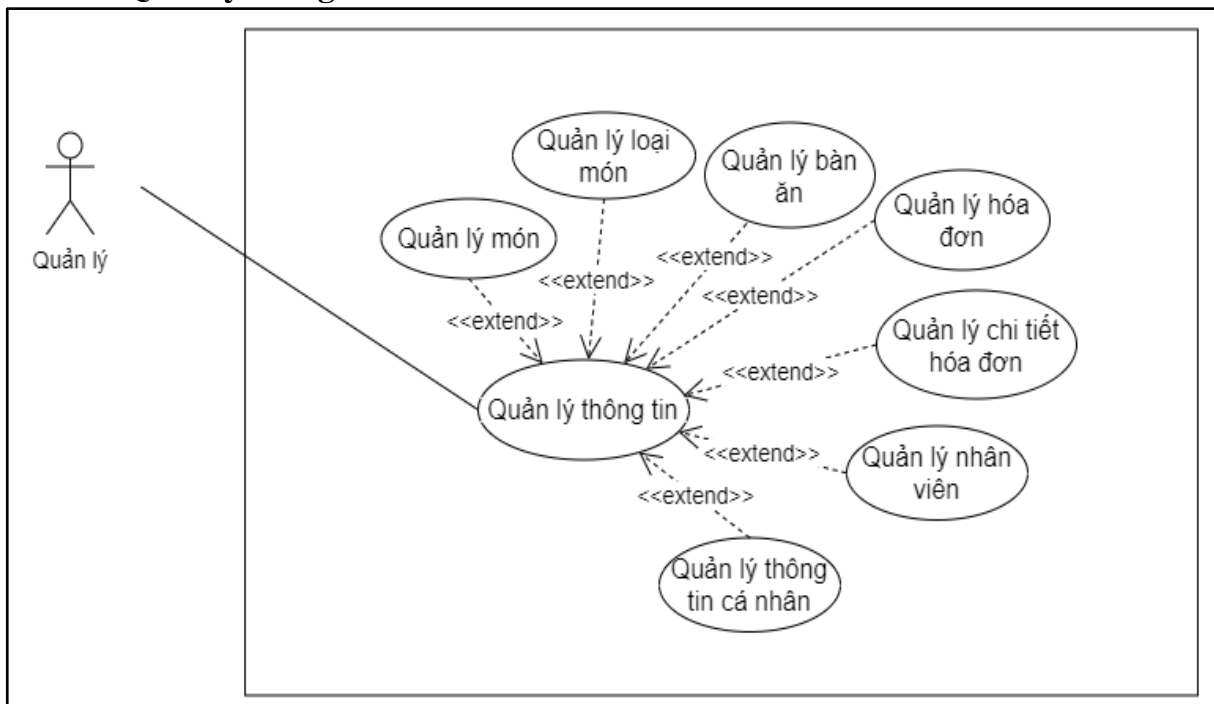 Quản lý loại
món
Quản lý bàn
ăn
Quản lý hóa
đơn
Quản lý món
Quản lý
<<extend>>
<<extend>>
<<extend>>
<<extend>>
Quản lý chi tiết
hóa đơn
<<extend>>
Quản lý thông tin
<<extend>>
Quản lý nhân
viên
<<extend>>
Quản lý thông
tin cá nhân